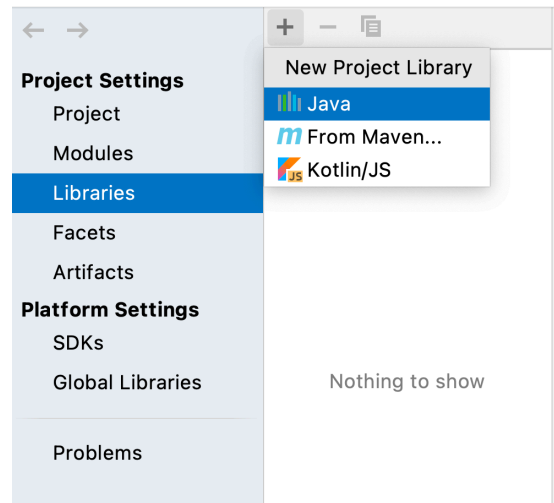 Project Settings
Project
Modules
Libraries
Facets
Artifacts
Platform Settings
SDKs
Global Libraries
Problems
New Project Library
Java
m From Maven...
JS Kotlin/JS
Nothing to show